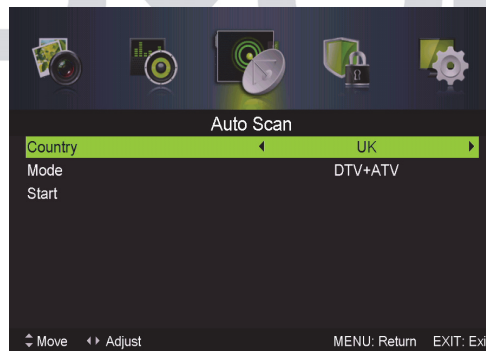 Auto Scan
Country UK
Mode DTV+ATV
Start
Move Adjust MENU: Return EXIT: Exi